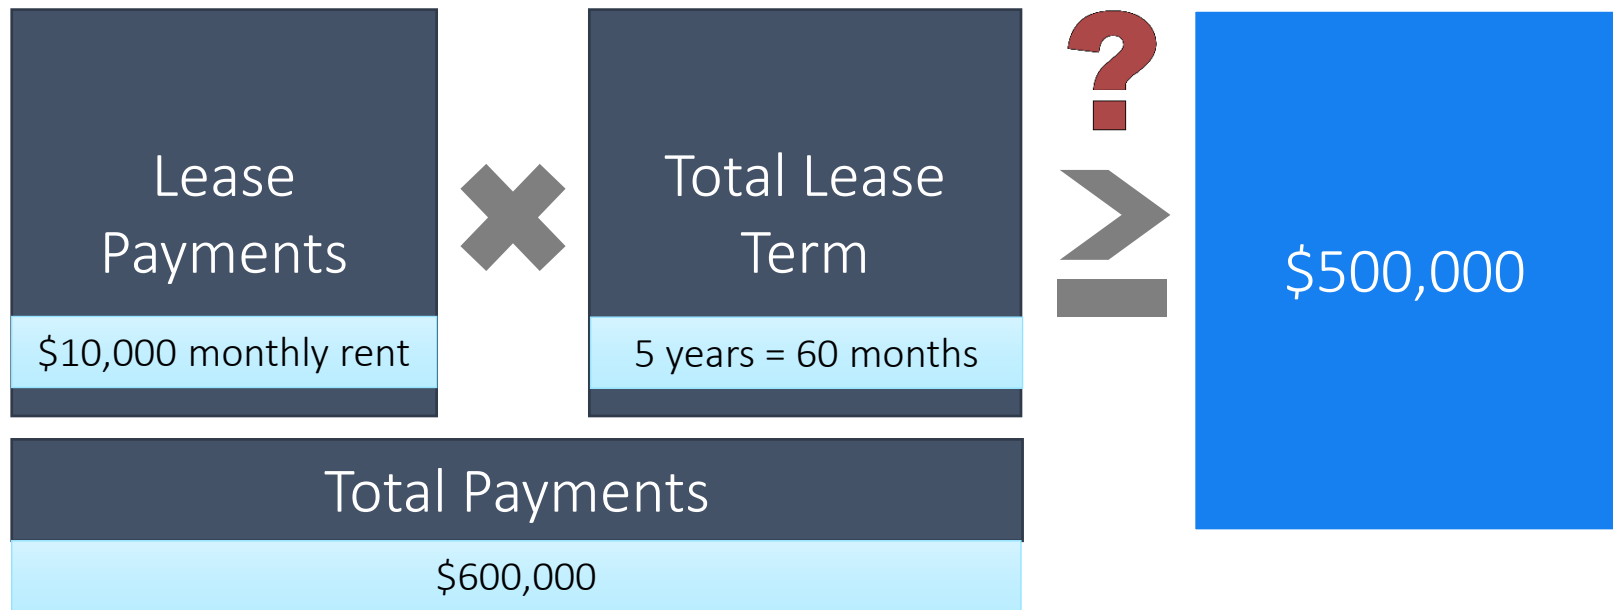 Lease
Payments
$10,000 monthly rent
Total Lease
Term
5 years = 60 months
?
≥
$500,000
Total Payments
$600,000